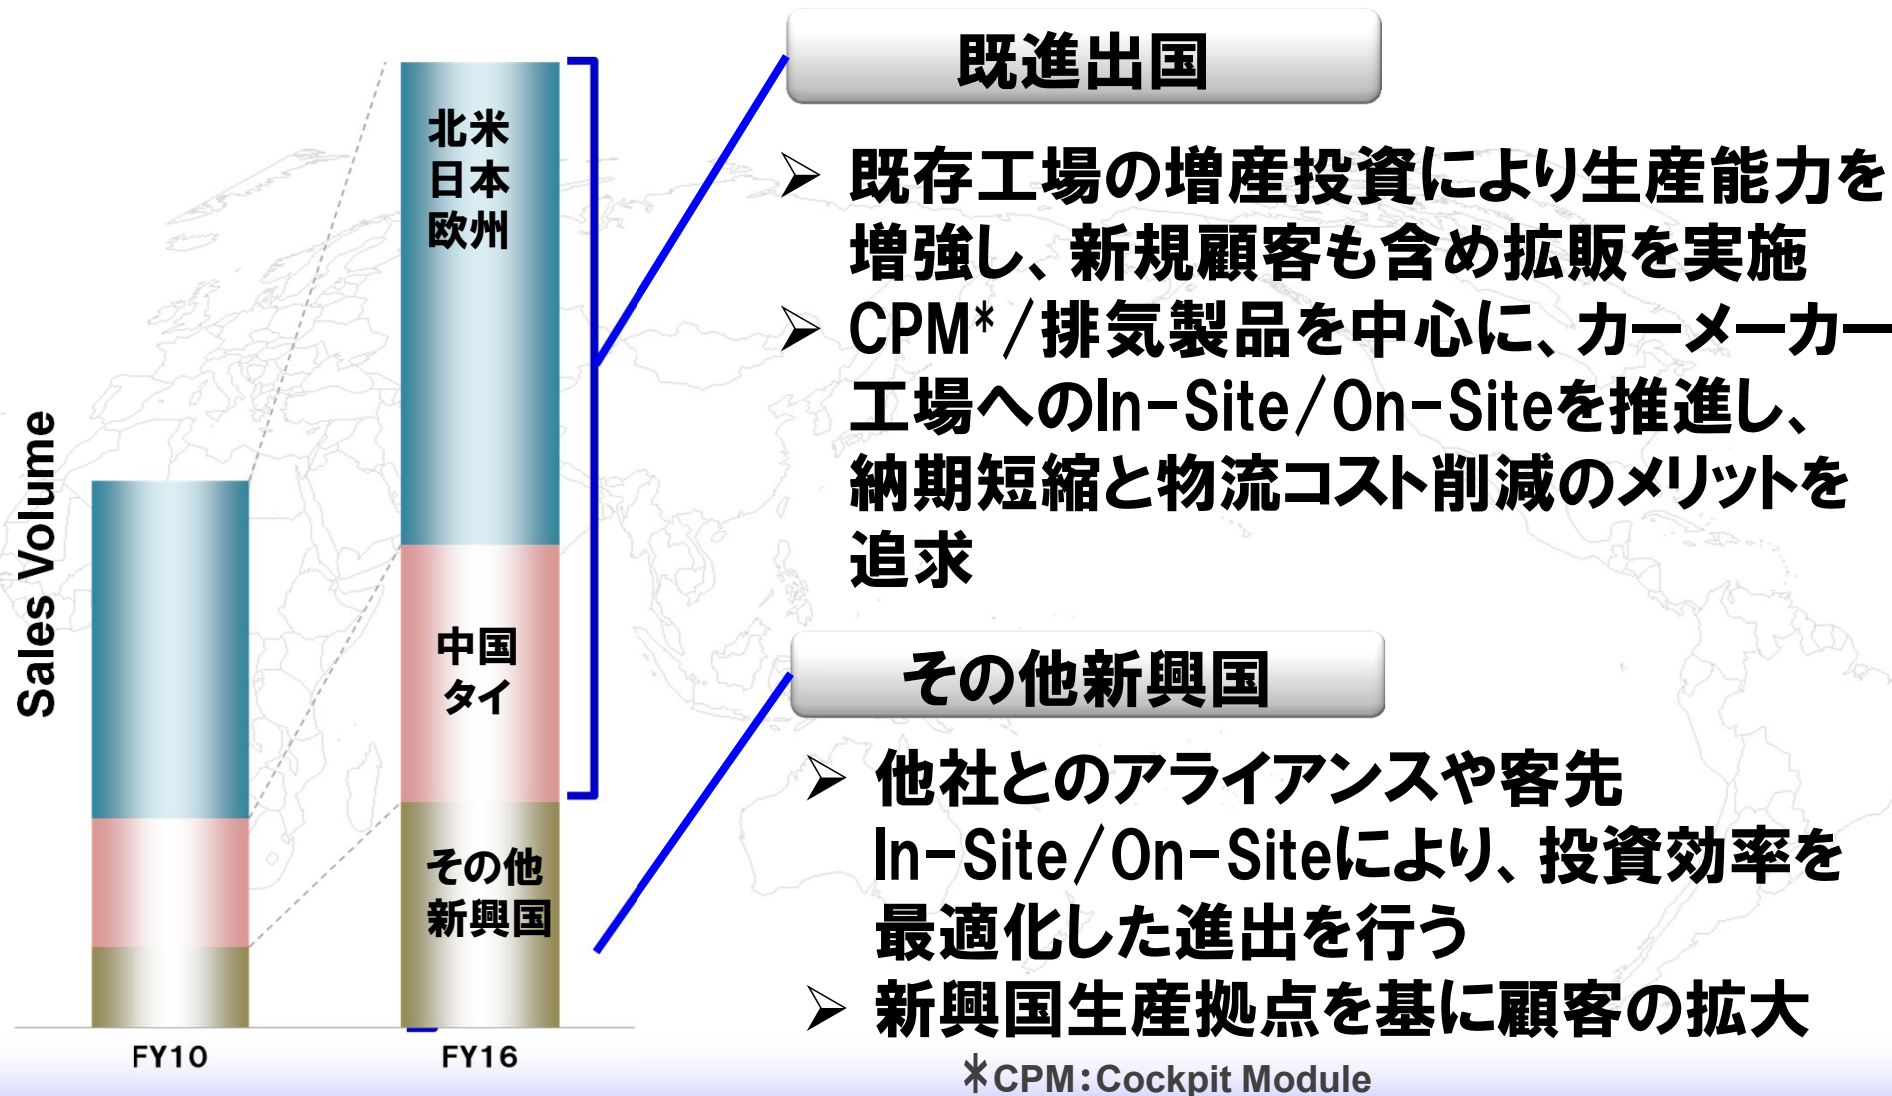 Sales Volume
北米
日本
欧州
中国
タイ
その他
新興国
FY10
FY16
既進出国
➢ 既存工場の増産投資により生産能力を
増強し、新規顧客も含め拡販を実施
➢ CPM*/排気製品を中心に、カーメーカー
工場へのIn-Site/On-Siteを推進し、
納期短縮と物流コスト削減のメリットを
追求
その他新興国
➢ 他社とのアライアンスや客先
In-Site/On-Siteにより、投資効率を
最適化した進出を行う
➢ 新興国生産拠点を基に顧客の拡大
*CPM:Cockpit Module